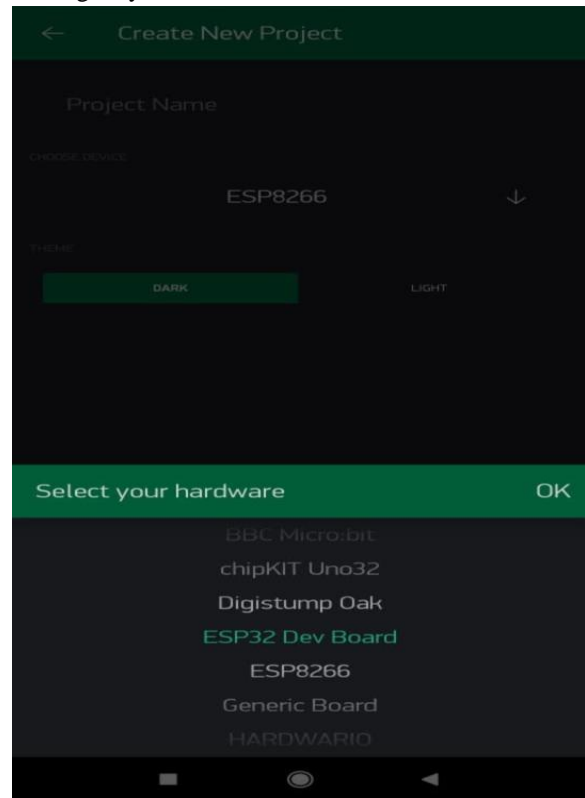 Create New Project
Project Name
CHOOSE DEVICE
ESP8266
THEME
DARK
LIGHT
Select your hardware
OK
BBC Micro:bit
chipKIT Uno32
Digistump Oak
ESP32 Dev Board
ESP8266
Generic Board
HARDWARIO